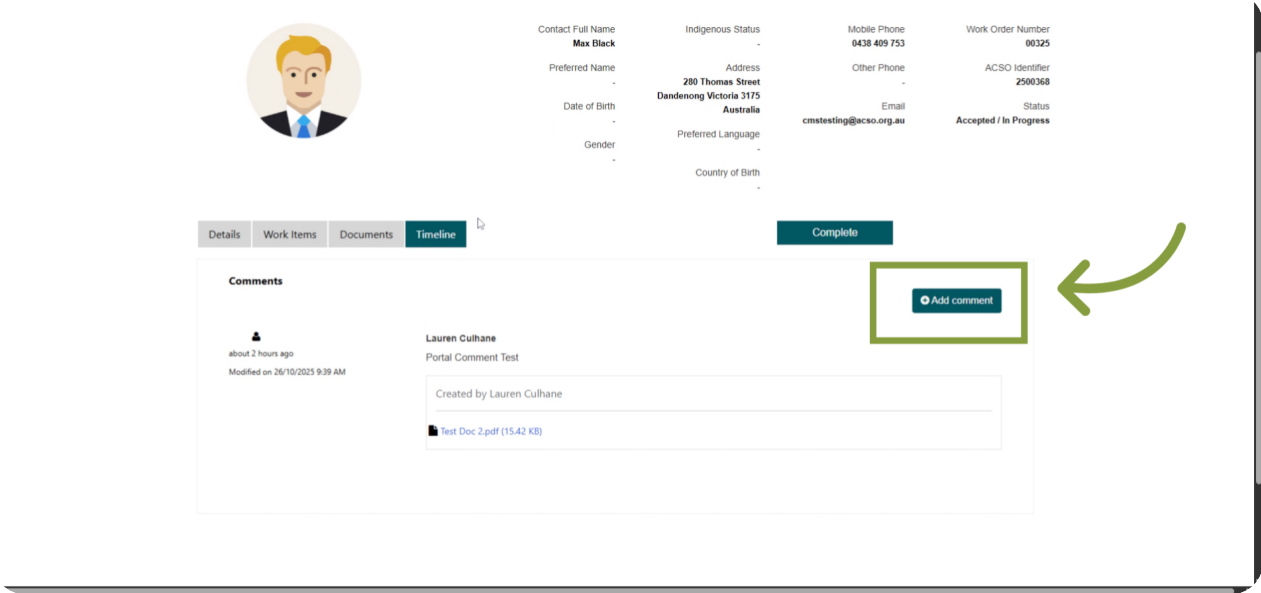 Contact Full Name
Max Black
Preferred Name
-
Date of Birth
-
Gender
-
Indigenous Status
-
Address
280 Thomas Street
Dandenong Victoria 3175
Australia
Preferred Language
-
Country of Birth
-
Mobile Phone
0438 409 753
Other Phone
-
Email
cmstesting@acso.org.au
Work Order Number
00325
ACSO Identifier
2500368
Status
Accepted / In Progress
Details
Work Items
Documents
Timeline
Complete
Comments
Add comment
about 2 hours ago
Modified on 26/10/2025 9:39 AM
Lauren Culhane
Portal Comment Test
Created by Lauren Culhane
Test Doc 2.pdf (15.42 KB)